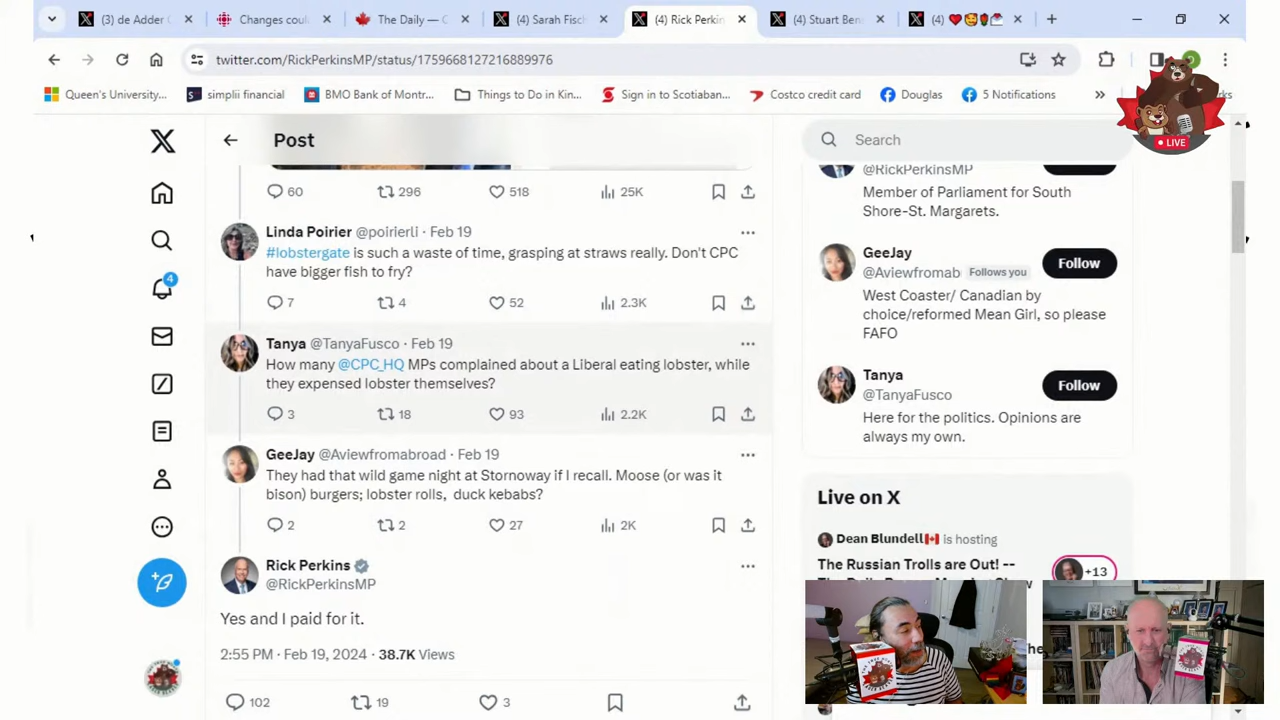 (3) de Adder C
Changes coul
The Daily — C
(4) Sarah Fisc
(4) Rick Perkin
(4) Stuart Ben
(4)
twitter.com/RickPerkinsMP/status/1759668127216889976
Queen's University...
simplii financial
BMO Bank of Montr...
Things to Do in Kin...
Sign in to Scotiaban...
Costco credit card
Douglas
5 Notifications
LIVE
Post
Search
60
296
518
25K
Linda Poirier @poirierli · Feb 19
#lobstergate is such a waste of time, grasping at straws really. Don't CPC
have bigger fish to fry?
7
4
52
2.3K
4
Tanya @TanyaFusco · Feb 19
How many @CPC_HQ MPs complained about a Liberal eating lobster, while
they expensed lobster themselves?
3
18
93
2.2K
GeeJay @Aviewfromabroad · Feb 19
They had that wild game night at Stornoway if I recall. Moose (or was it
bison) burgers; lobster rolls, duck kebabs?
2
2
27
2K
Rick Perkins
@RickPerkinsMP
Yes and I paid for it.
2:55 PM · Feb 19, 2024 · 38.7K Views
102
19
3
@RickPerkinsMP
Member of Parliament for South
Shore-St. Margarets.
GeeJay
@Aviewfromab
Follows you
Follow
West Coaster/ Canadian by
choice/reformed Mean Girl, so please
FAFO
Tanya
@TanyaFusco
Follow
Here for the politics. Opinions are
always my own.
Live on X
Dean Blundell is hosting
The Russian Trolls are Out! --
+13